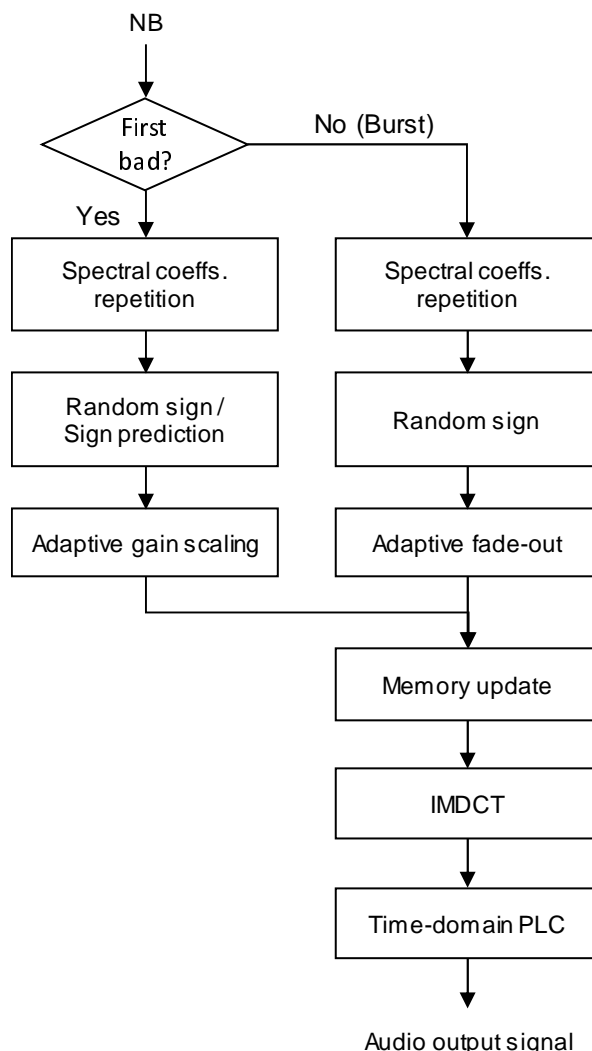 NB
First
bad?
No (Burst)
Yes
Spectral coeffs.
repetition
Spectral coeffs.
repetition
Random sign /
Sign prediction
Random sign
Adaptive gain scaling
Adaptive fade-out
Memory update
IMDCT
Time-domain PLC
Audio output signal